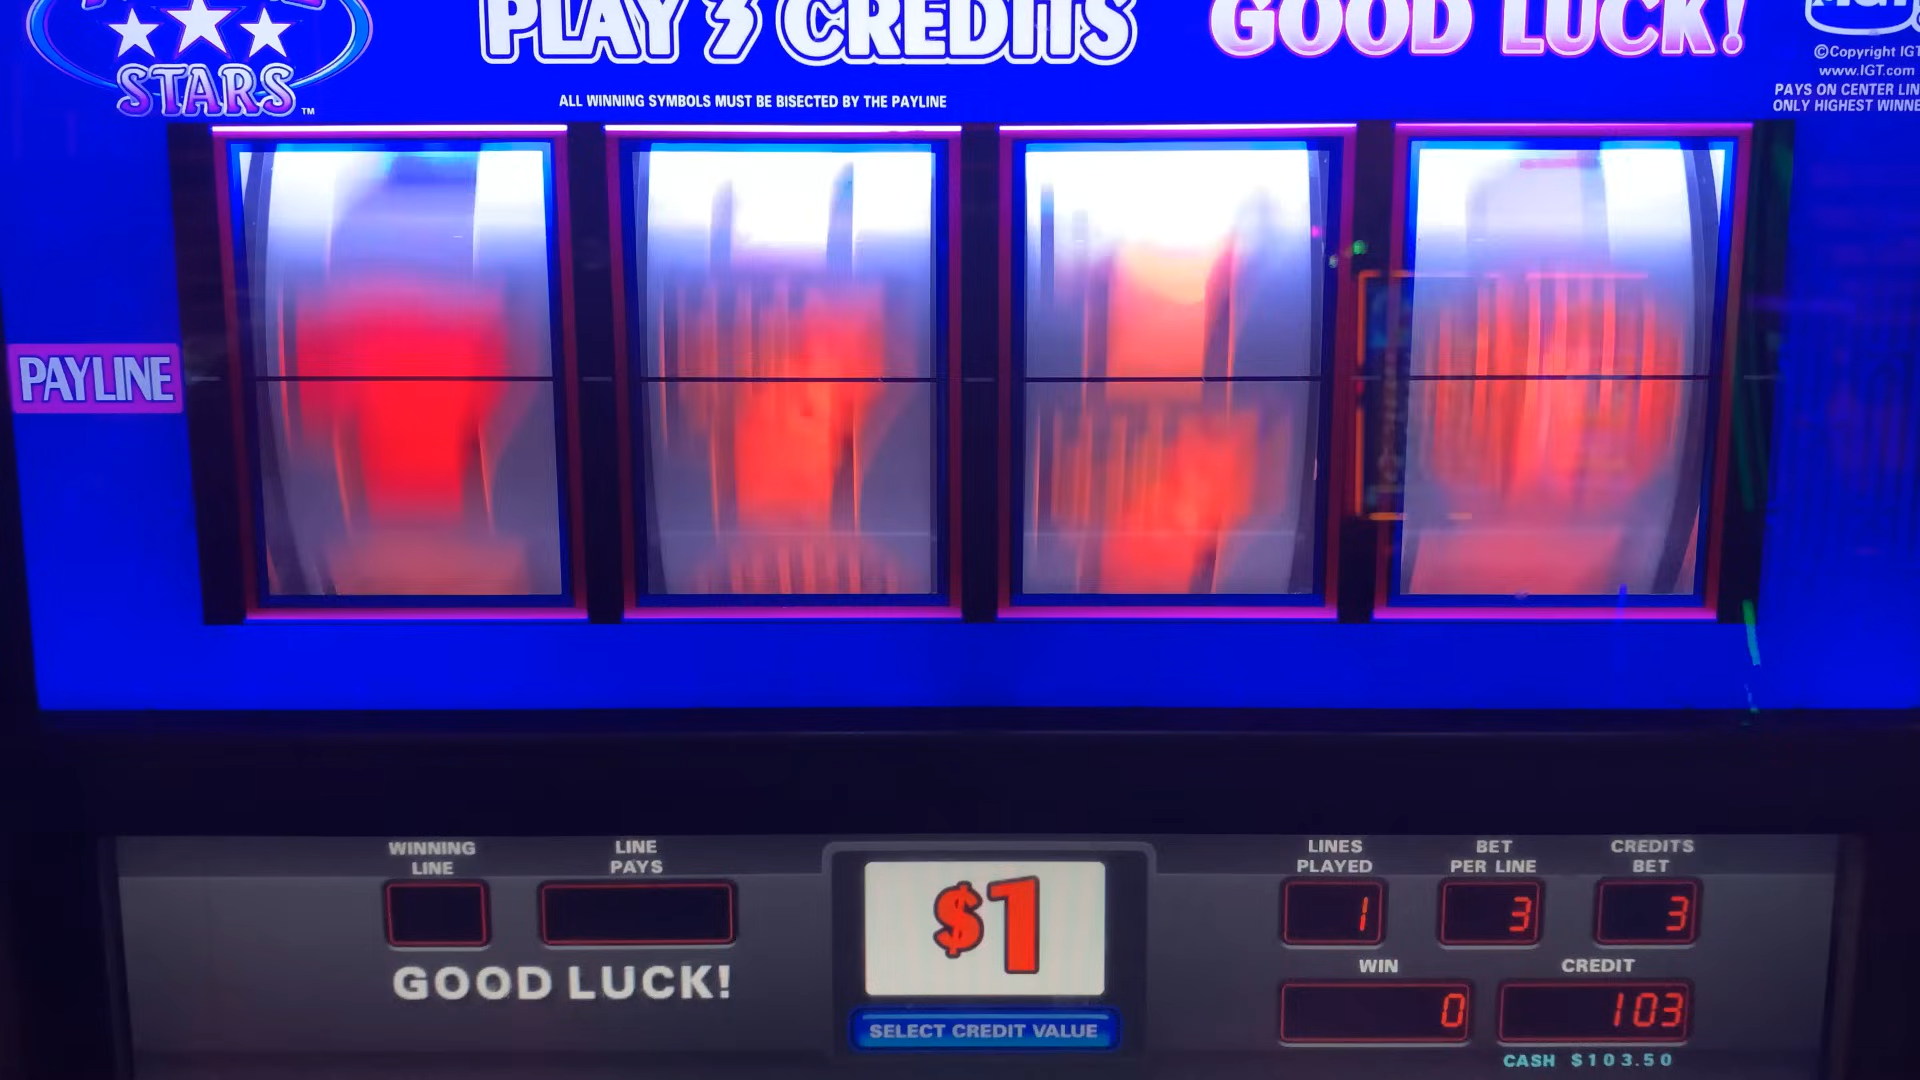 STARS™
PLAY 3 CREDITS
GOOD LUCK!
ALL WINNING SYMBOLS MUST BE BISECTED BY THE PAYLINE
©Copyright IGT
www.IGT.com
PAYS ON CENTER LIN
ONLY HIGHEST WINNE
PAYLINE
WINNING LINE
LINE PAYS
GOOD LUCK!
$1
SELECT CREDIT VALUE
LINES PLAYED
1
BET PER LINE
3
CREDITS BET
3
WIN
0
CREDIT
103
CASH $103.50